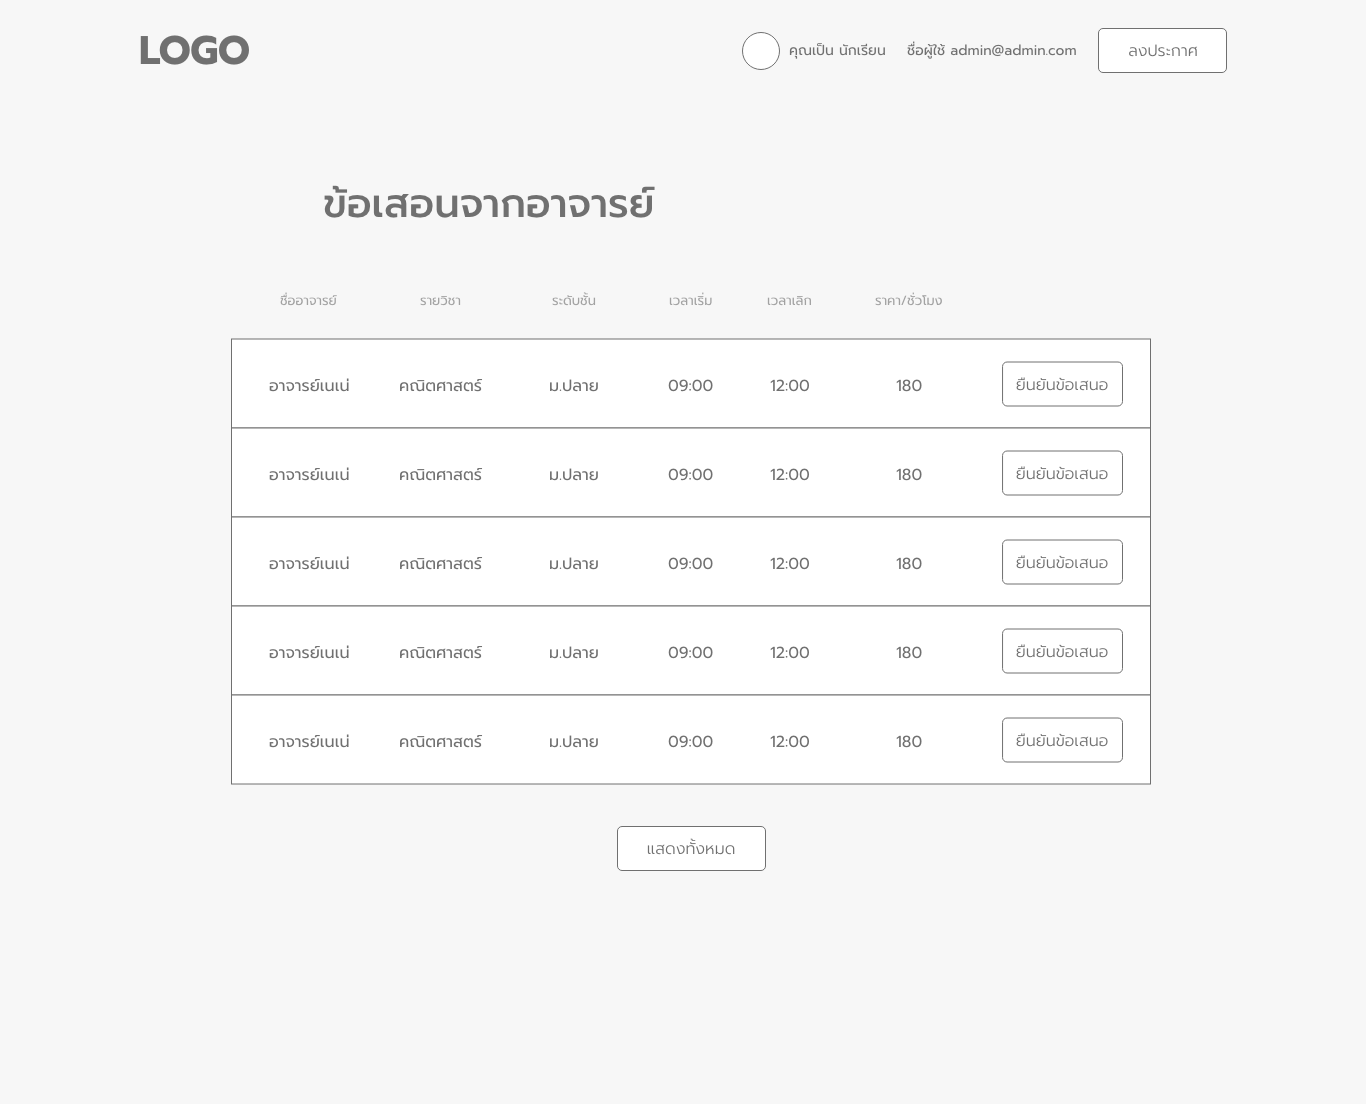 LOGO
คุณเป็น นักเรียน ชื่อผู้ใช้ admin@admin.com ลงประกาศ
ข้อเสอนจากอาจารย์
ชื่ออาจารย์ รายวิชา ระดับชั้น เวลาเริ่ม เวลาเลิก ราคา/ชั่วโมง
อาจารย์เนเน่ คณิตศาสตร์ ม.ปลาย 09:00 12:00 180 ยืนยันข้อเสนอ
อาจารย์เนเน่ คณิตศาสตร์ ม.ปลาย 09:00 12:00 180 ยืนยันข้อเสนอ
อาจารย์เนเน่ คณิตศาสตร์ ม.ปลาย 09:00 12:00 180 ยืนยันข้อเสนอ
อาจารย์เนเน่ คณิตศาสตร์ ม.ปลาย 09:00 12:00 180 ยืนยันข้อเสนอ
อาจารย์เนเน่ คณิตศาสตร์ ม.ปลาย 09:00 12:00 180 ยืนยันข้อเสนอ
แสดงทั้งหมด